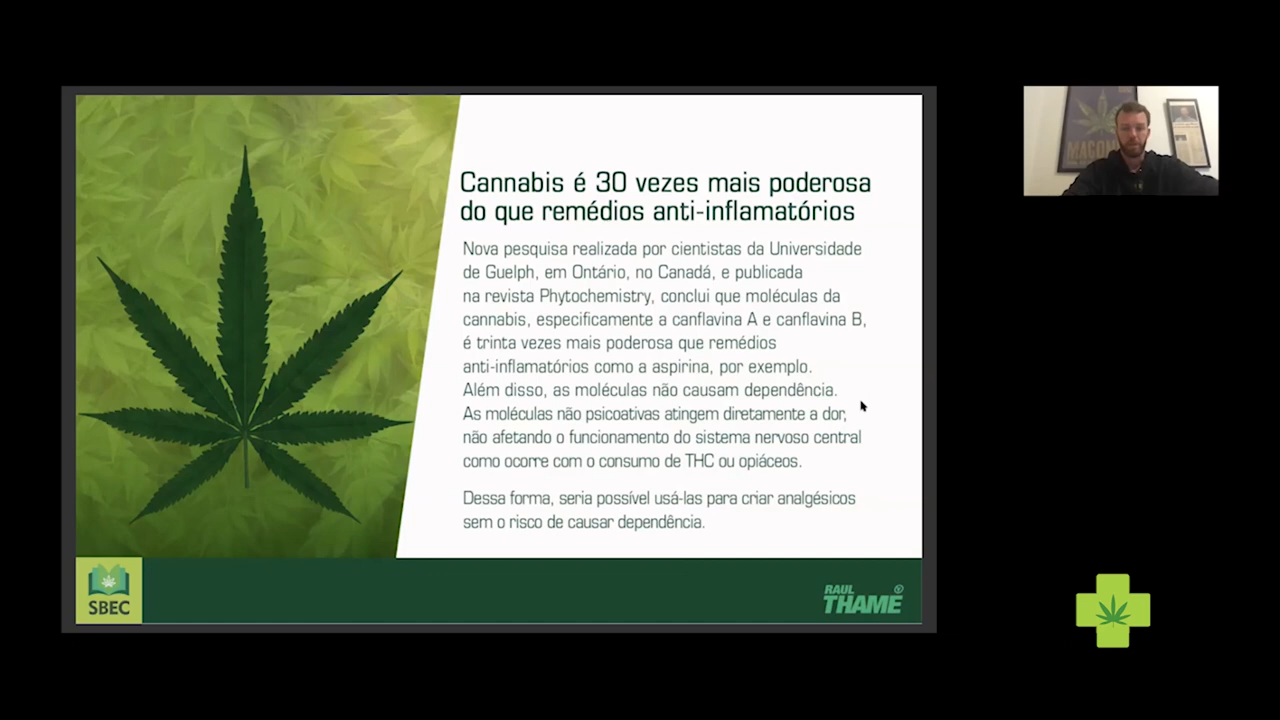 Cannabis é 30 vezes mais poderosa
do que remédios anti-inflamatórios
Nova pesquisa realizada por cientistas da Universidade
de Guelph, em Ontário, no Canadá, e publicada
na revista Phytochemistry, conclui que moléculas da
cannabis, especificamente a canflavina A e canflavina B,
é trinta vezes mais poderosa que remédios
anti-inflamatórios como a aspirina, por exemplo.
Além disso, as moléculas não causam dependência.
As moléculas não psicoativas atingem diretamente a dor,
não afetando o funcionamento do sistema nervoso central
como ocorre com o consumo de THC ou opiáceos.
Dessa forma, seria possível usá-las para criar analgésicos
sem o risco de causar dependência.
SBEC
RAUL
THAME